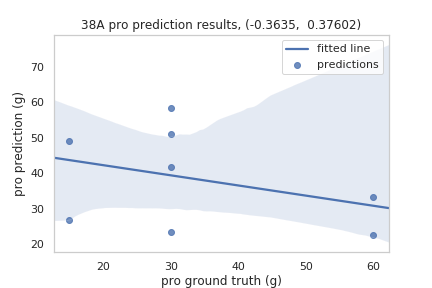 38A pro prediction results, (-0.3635,  0.37602)
fitted line
predictions
70
60
50
40
30
20
pro prediction (g)
20 30 40 50 60
pro ground truth (g)